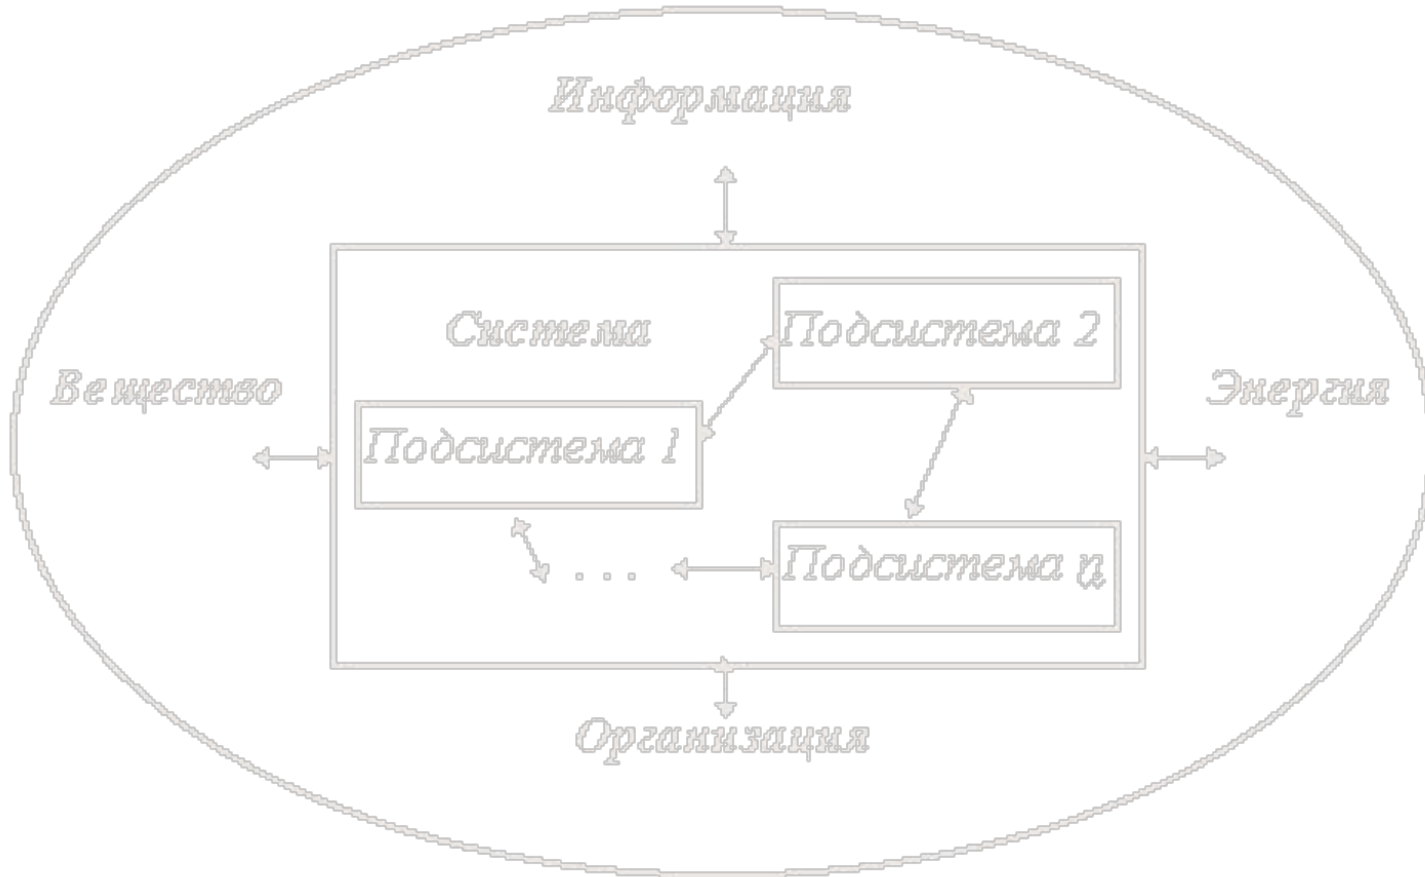 Информация
Система
Подсистема 2
Вещество
Энергия
Подсистема 1
. . .
Подсистема n
Организация